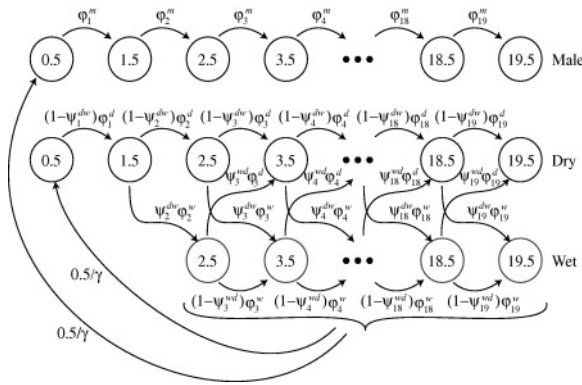 φ₁ᵐ φ₂ᵐ φ₃ᵐ φ₄ᵐ φ₁₈ᵐ φ₁₉ᵐ
0.5 1.5 2.5 3.5 ••• 18.5 19.5 Male
(1−ψ₁ᵈʷ)φ₁ᵈ (1−ψ₂ᵈʷ)φ₂ᵈ (1−ψ₃ᵈʷ)φ₃ᵈ (1−ψ₄ᵈʷ)φ₄ᵈ (1−ψ₁₈ᵈʷ)φ₁₈ᵈ (1−ψ₁₉ᵈʷ)φ₁₉ᵈ
0.5 1.5 2.5 3.5 ••• 18.5 19.5 Dry
ψ₃ʷᵈφ₃ᵈ ψ₄ʷᵈφ₄ᵈ ψ₁₈ʷᵈφ₁₈ᵈ ψ₁₉ʷᵈφ₁₉ᵈ
ψ₂ᵈʷφ₂ʷ ψ₃ᵈʷφ₃ʷ ψ₄ᵈʷφ₄ʷ ψ₁₈ᵈʷφ₁₈ʷ ψ₁₉ᵈʷφ₁₉ʷ
2.5 3.5 ••• 18.5 19.5 Wet
(1−ψ₃ʷᵈ)φ₃ʷ (1−ψ₄ʷᵈ)φ₄ʷ (1−ψ₁₈ʷᵈ)φ₁₈ʷ (1−ψ₁₉ʷᵈ)φ₁₉ʷ
0.5/γ
0.5/γ